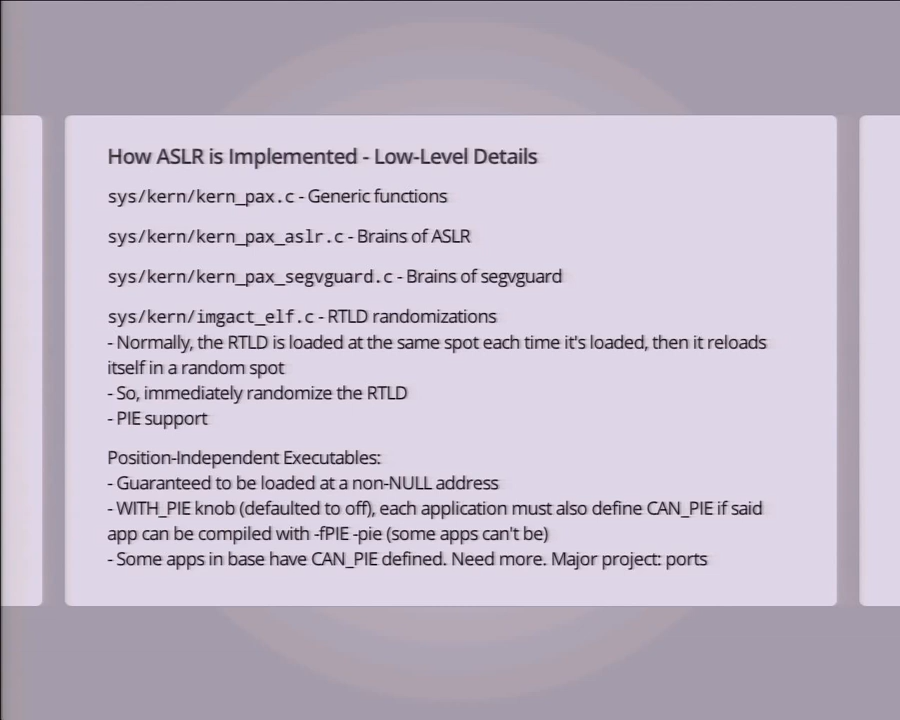 How ASLR is Implemented - Low-Level Details
sys/kern/kern_pax.c - Generic functions
sys/kern/kern_pax_aslr.c - Brains of ASLR
sys/kern/kern_pax_segvguard.c - Brains of segvguard
sys/kern/imgact_elf.c - RTLD randomizations
- Normally, the RTLD is loaded at the same spot each time it's loaded, then it reloads
itself in a random spot
- So, immediately randomize the RTLD
- PIE support
Position-Independent Executables:
- Guaranteed to be loaded at a non-NULL address
- WITH_PIE knob (defaulted to off), each application must also define CAN_PIE if said
app can be compiled with -fPIE -pie (some apps can't be)
- Some apps in base have CAN_PIE defined. Need more. Major project: ports